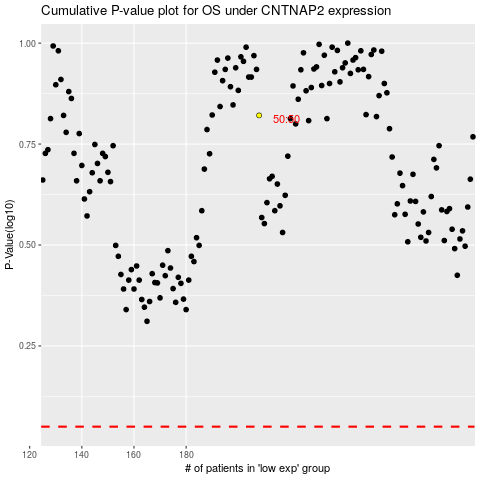 Cumulative P-value plot for OS under CNTNAP2 expression
P-Value(log10)
1.00
0.75
0.50
0.25
50:50
120 140 160 180
# of patients in 'low exp' group